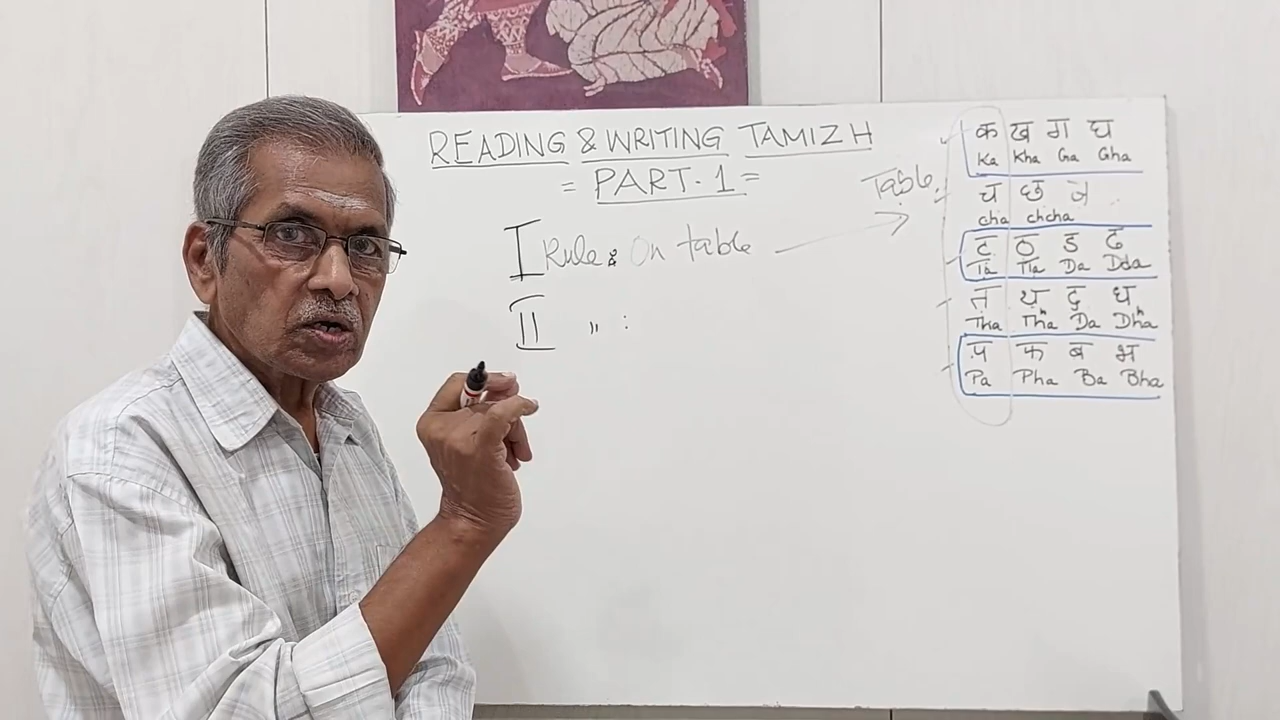 READING & WRITING TAMIZH
= PART-1 =
I Rule: On table
Table:
II " :
क ख ग घ
Ka Kha Ga Gha
च छ ज
cha chcha
ट ठ ड ढ
Ta Tta Da Dda
त थ द ध
Tha Tha Da Dha
प फ ब भ
Pa Pha Ba Bha